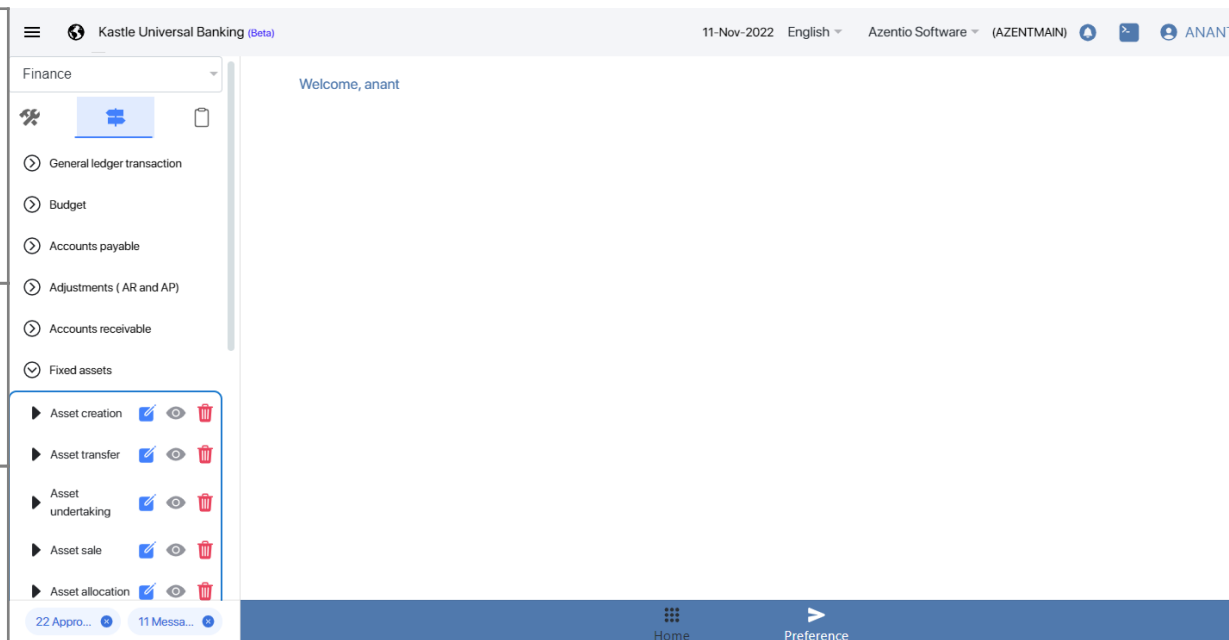 Kastle Universal Banking (Beta)
11-Nov-2022 English Azentio Software (AZENTMAIN) ANANT
Finance
Welcome, anant
General ledger transaction
Budget
Accounts payable
Adjustments ( AR and AP)
Accounts receivable
Fixed assets
Asset creation
Asset transfer
Asset
undertaking
Asset sale
Asset allocation
22 Appro... 11 Messa...
Home Preference